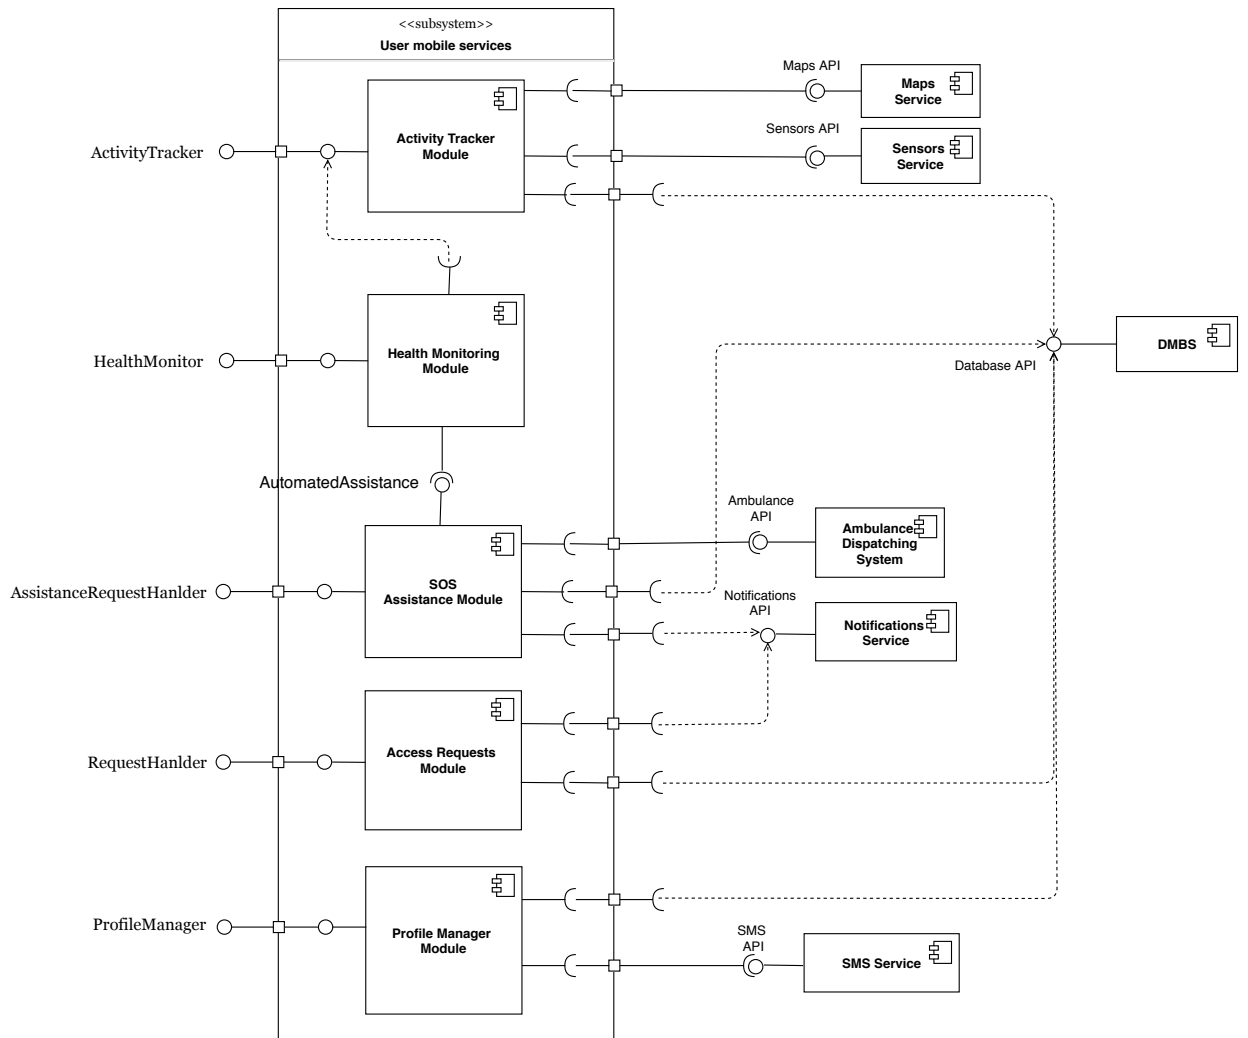 <<subsystem>>
User mobile services
Maps API
Maps
Service
Activity Tracker
Module
ActivityTracker
Sensors API
Sensors
Service
Health Monitoring
Module
HealthMonitor
DMBS
Database API
AutomatedAssistance
Ambulance
API
Ambulance
Dispatching
System
SOS
Assistance Module
AssistanceRequestHanlder
Notifications
API
Notifications
Service
Access Requests
Module
RequestHanlder
Profile Manager
Module
ProfileManager
SMS
API
SMS Service